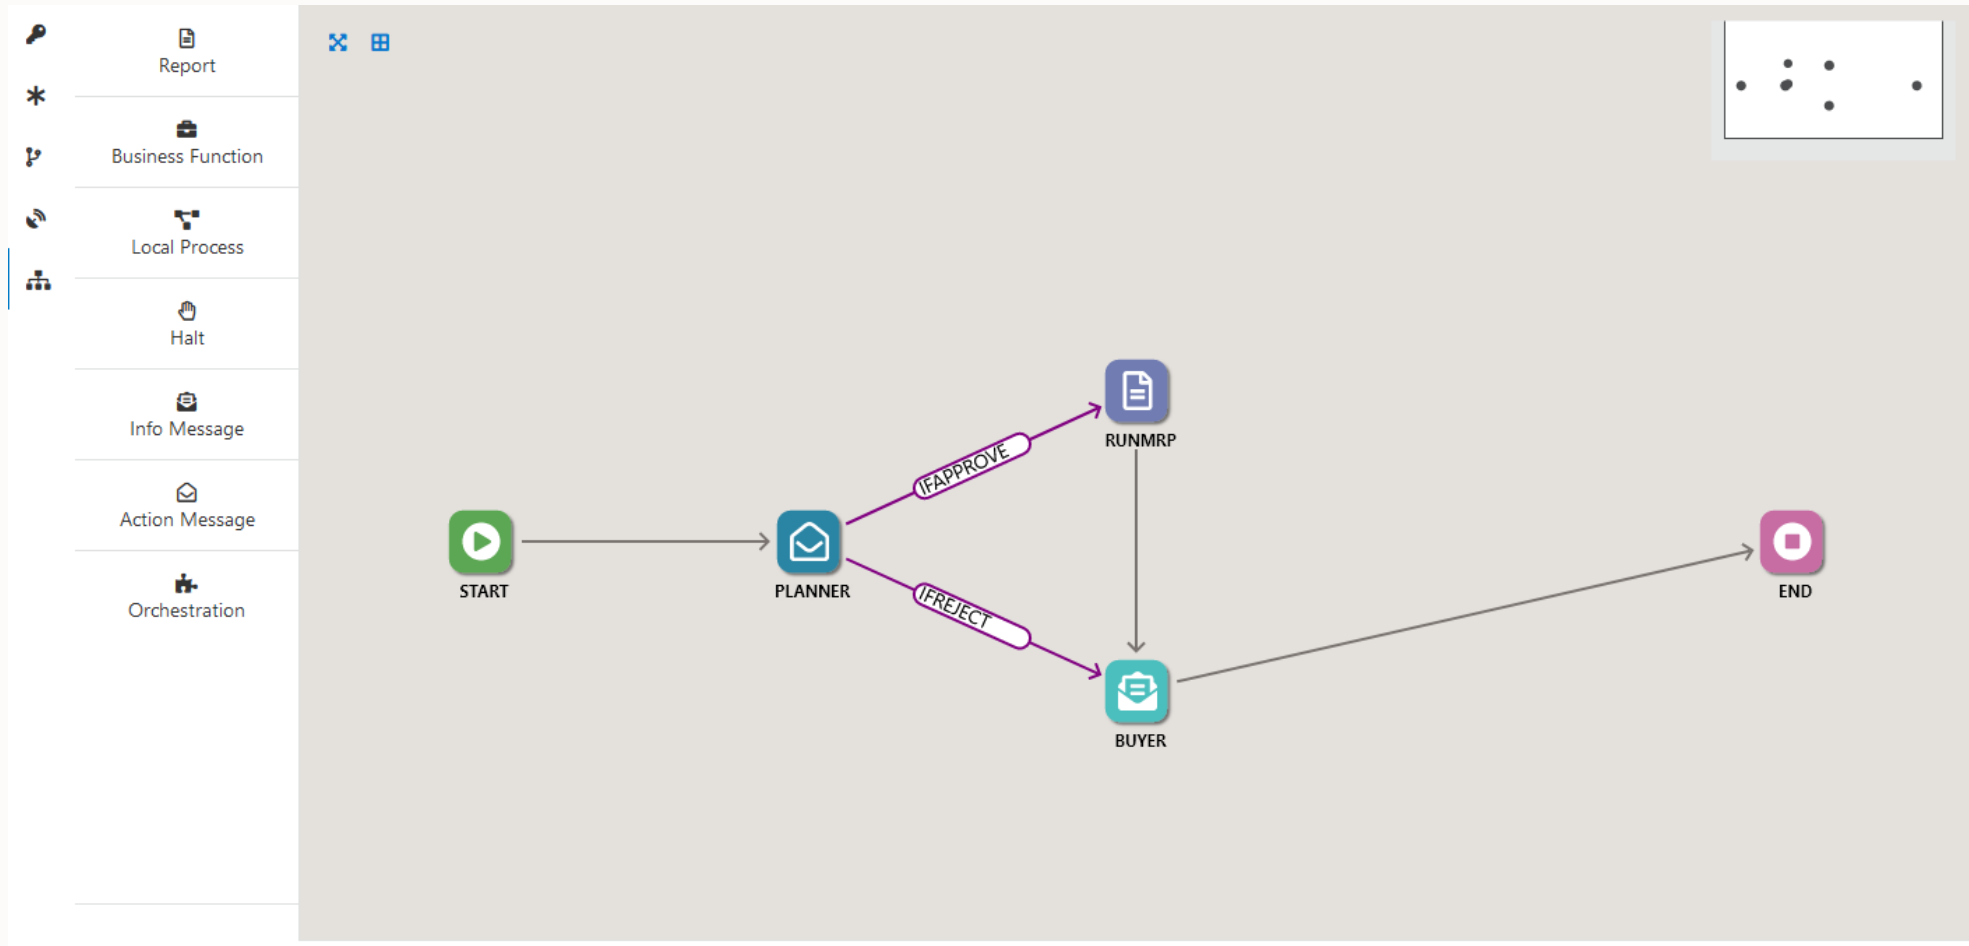 Report
Business Function
Local Process
Halt
Info Message
Action Message
Orchestration
RUNMRP
IFAPPROVE
START
PLANNER
IFREJECT
END
BUYER